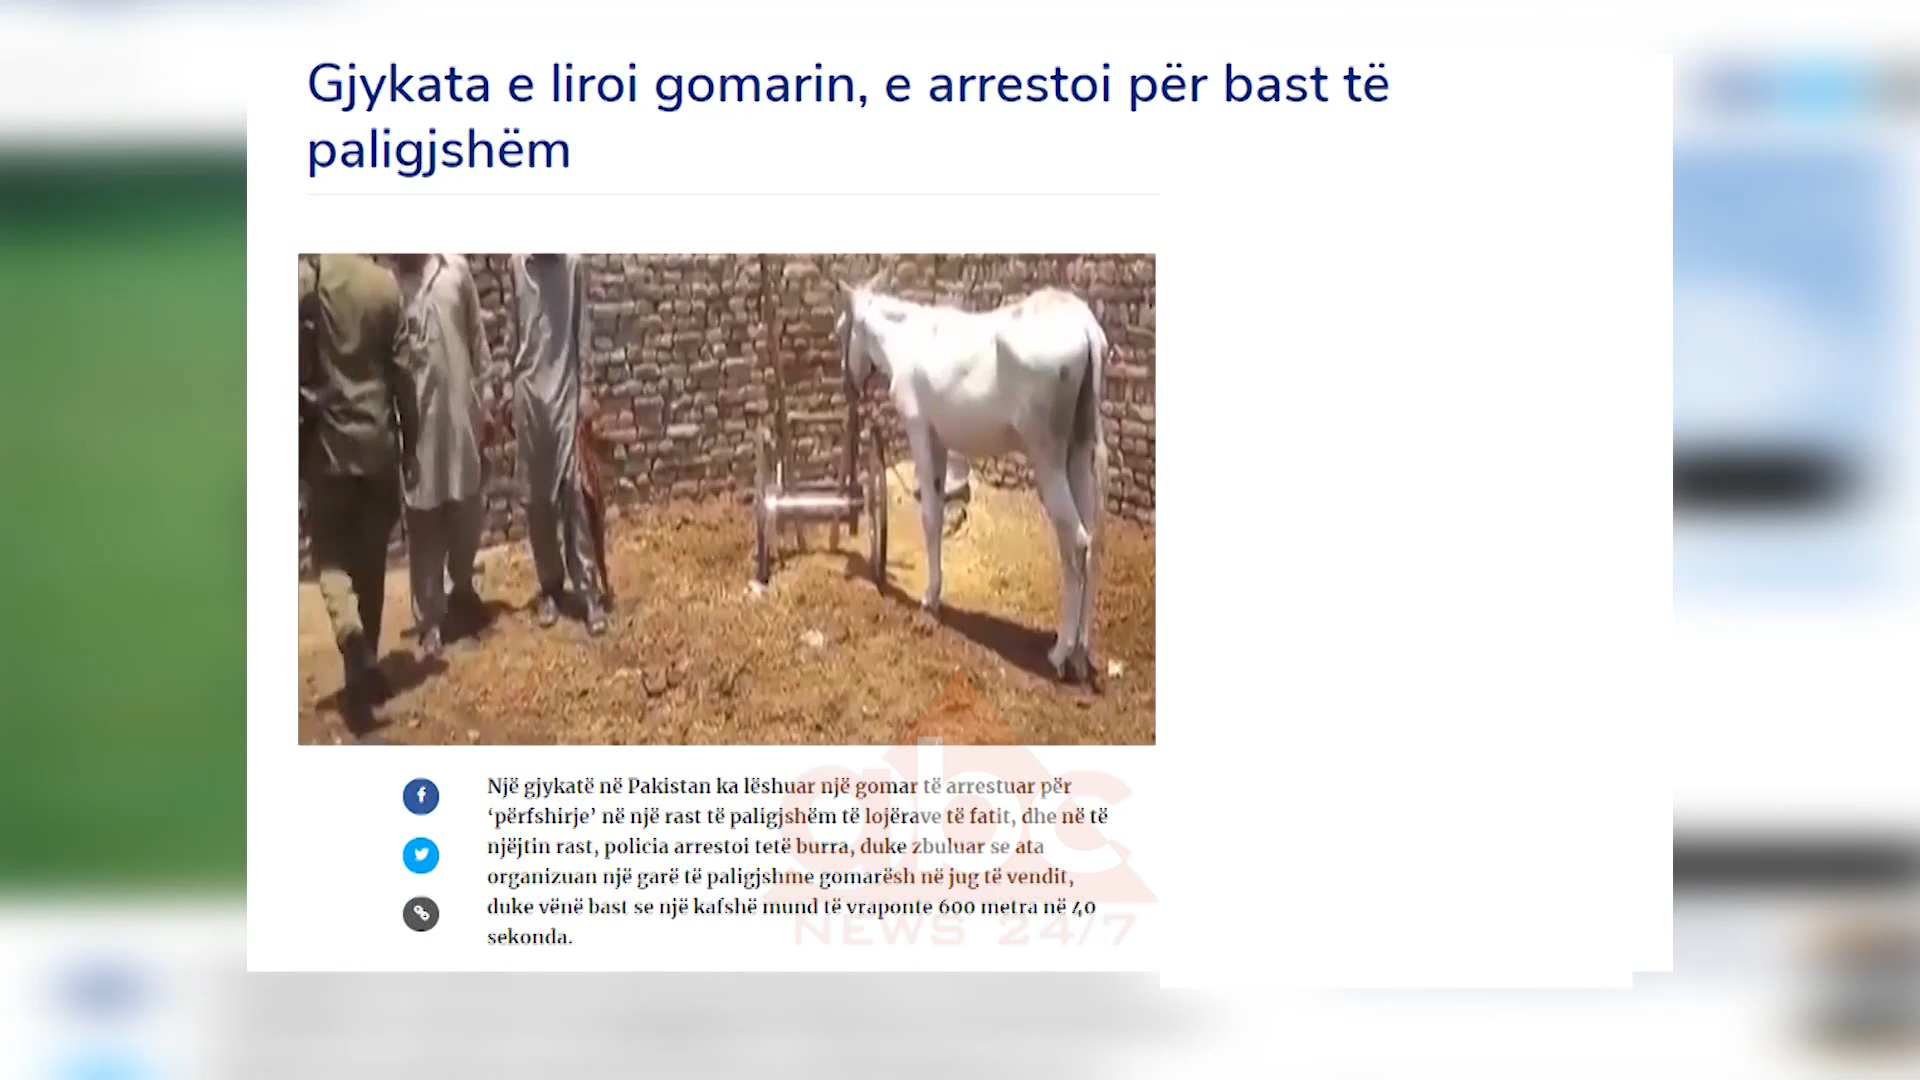 Gjykata e liroi gomarin, e arrestoi për bast të
paligjshëm
Një gjykatë në Pakistan ka lëshuar një gomar të arrestuar për
‘përfshirje’ në një rast të paligjshëm të lojërave të fatit, dhe në të
njëjtin rast, policia arrestoi tetë burra, duke zbuluar se ata
organizuan një garë të paligjshme gomarësh në jug të vendit,
duke vënë bast se një kafshë mund të vraponte 600 metra në 40
sekonda.
abc
NEWS 24/7